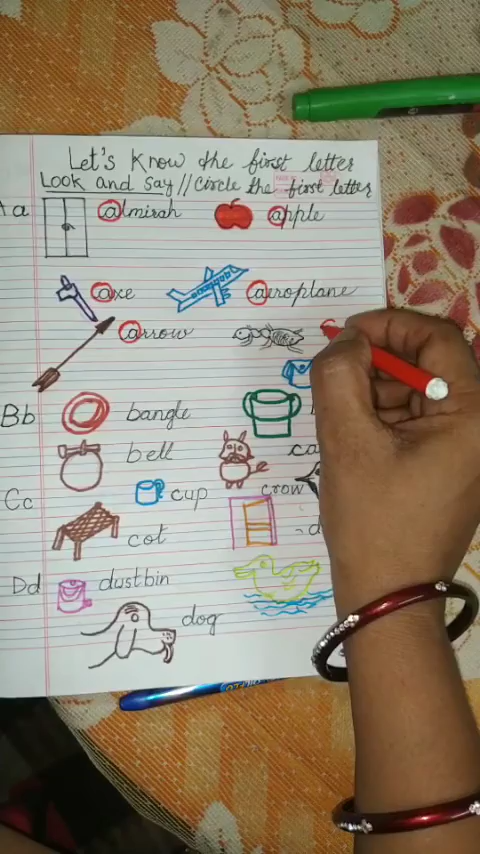 Let's know the first letter
Look and say // circle the first letter
Aa almirah apple
axe aeroplane
arrow
Bb bangle
bell ca
cup crow
Cc
cot
Dd dustbin
dog